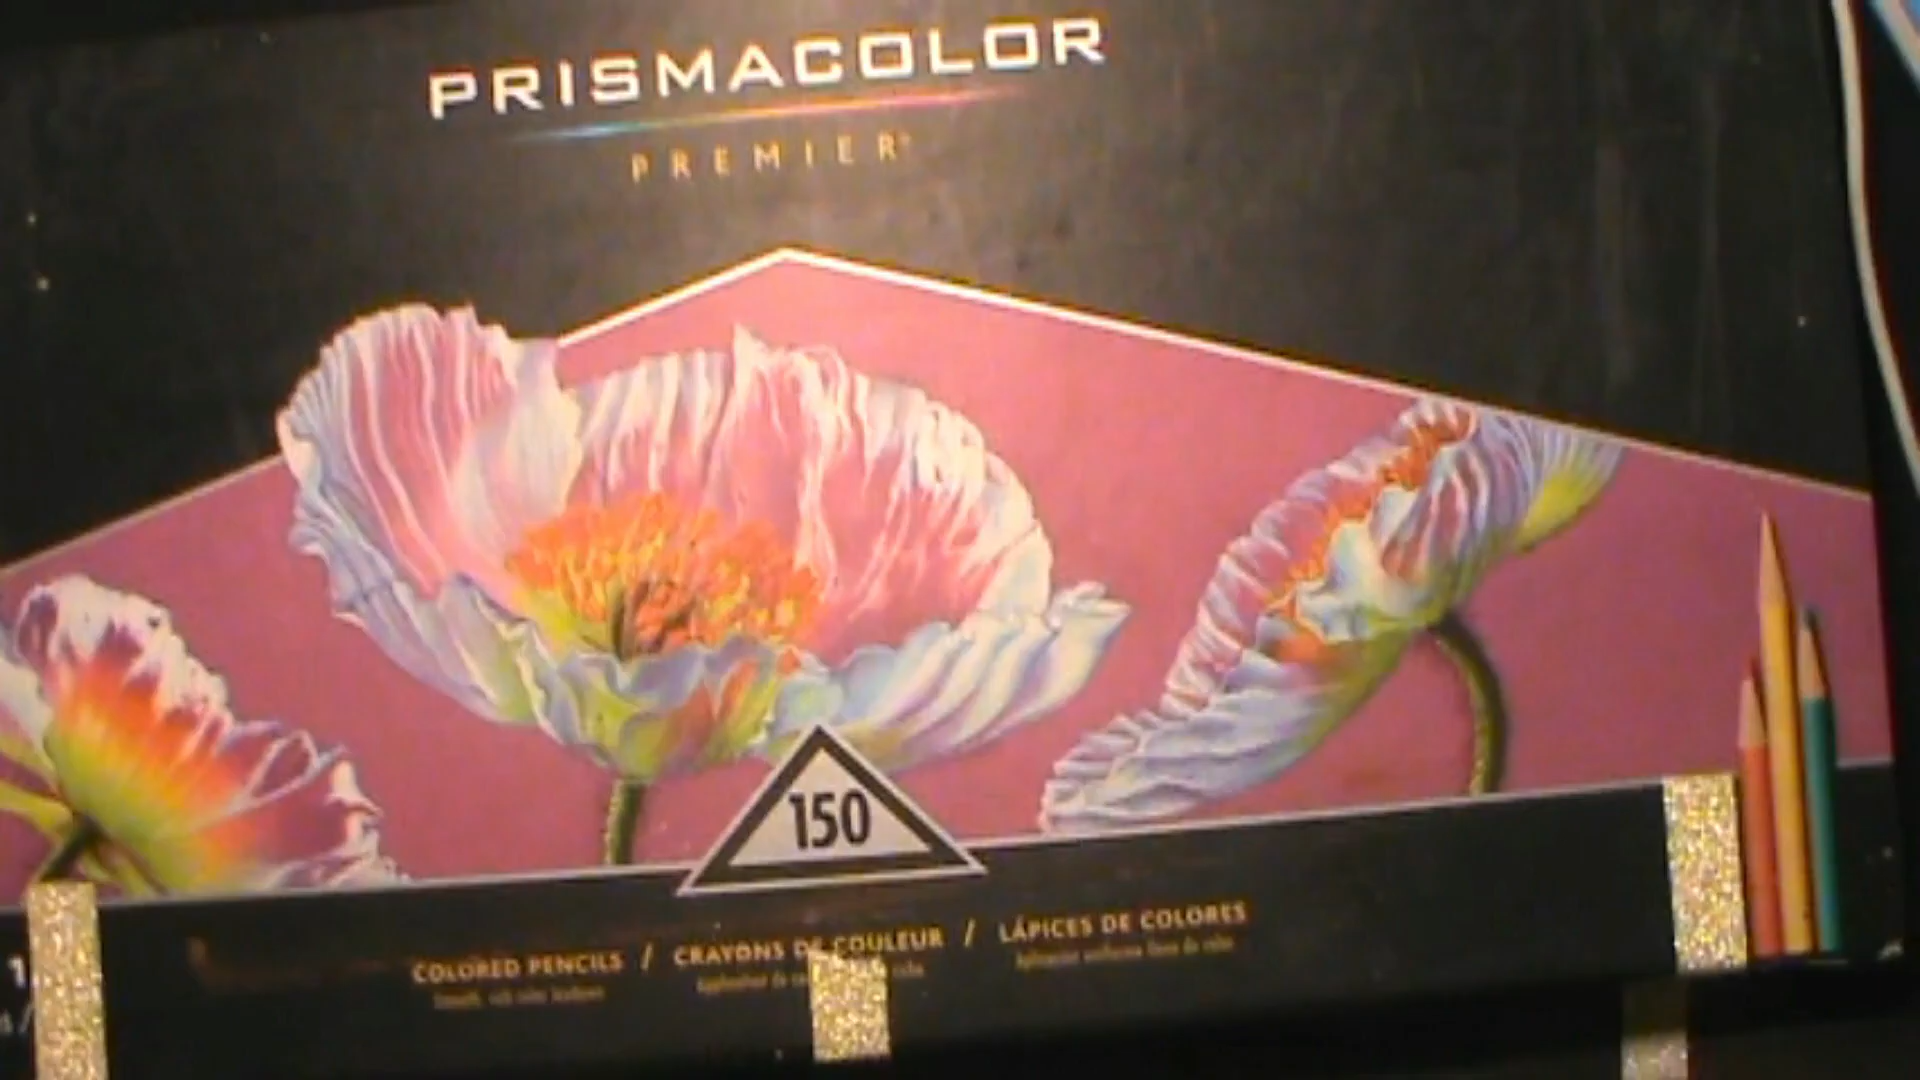 PRISMACOLOR
PREMIER
150
COLORED PENCILS / CRAYONS DE COULEUR / LÁPICES DE COLORES